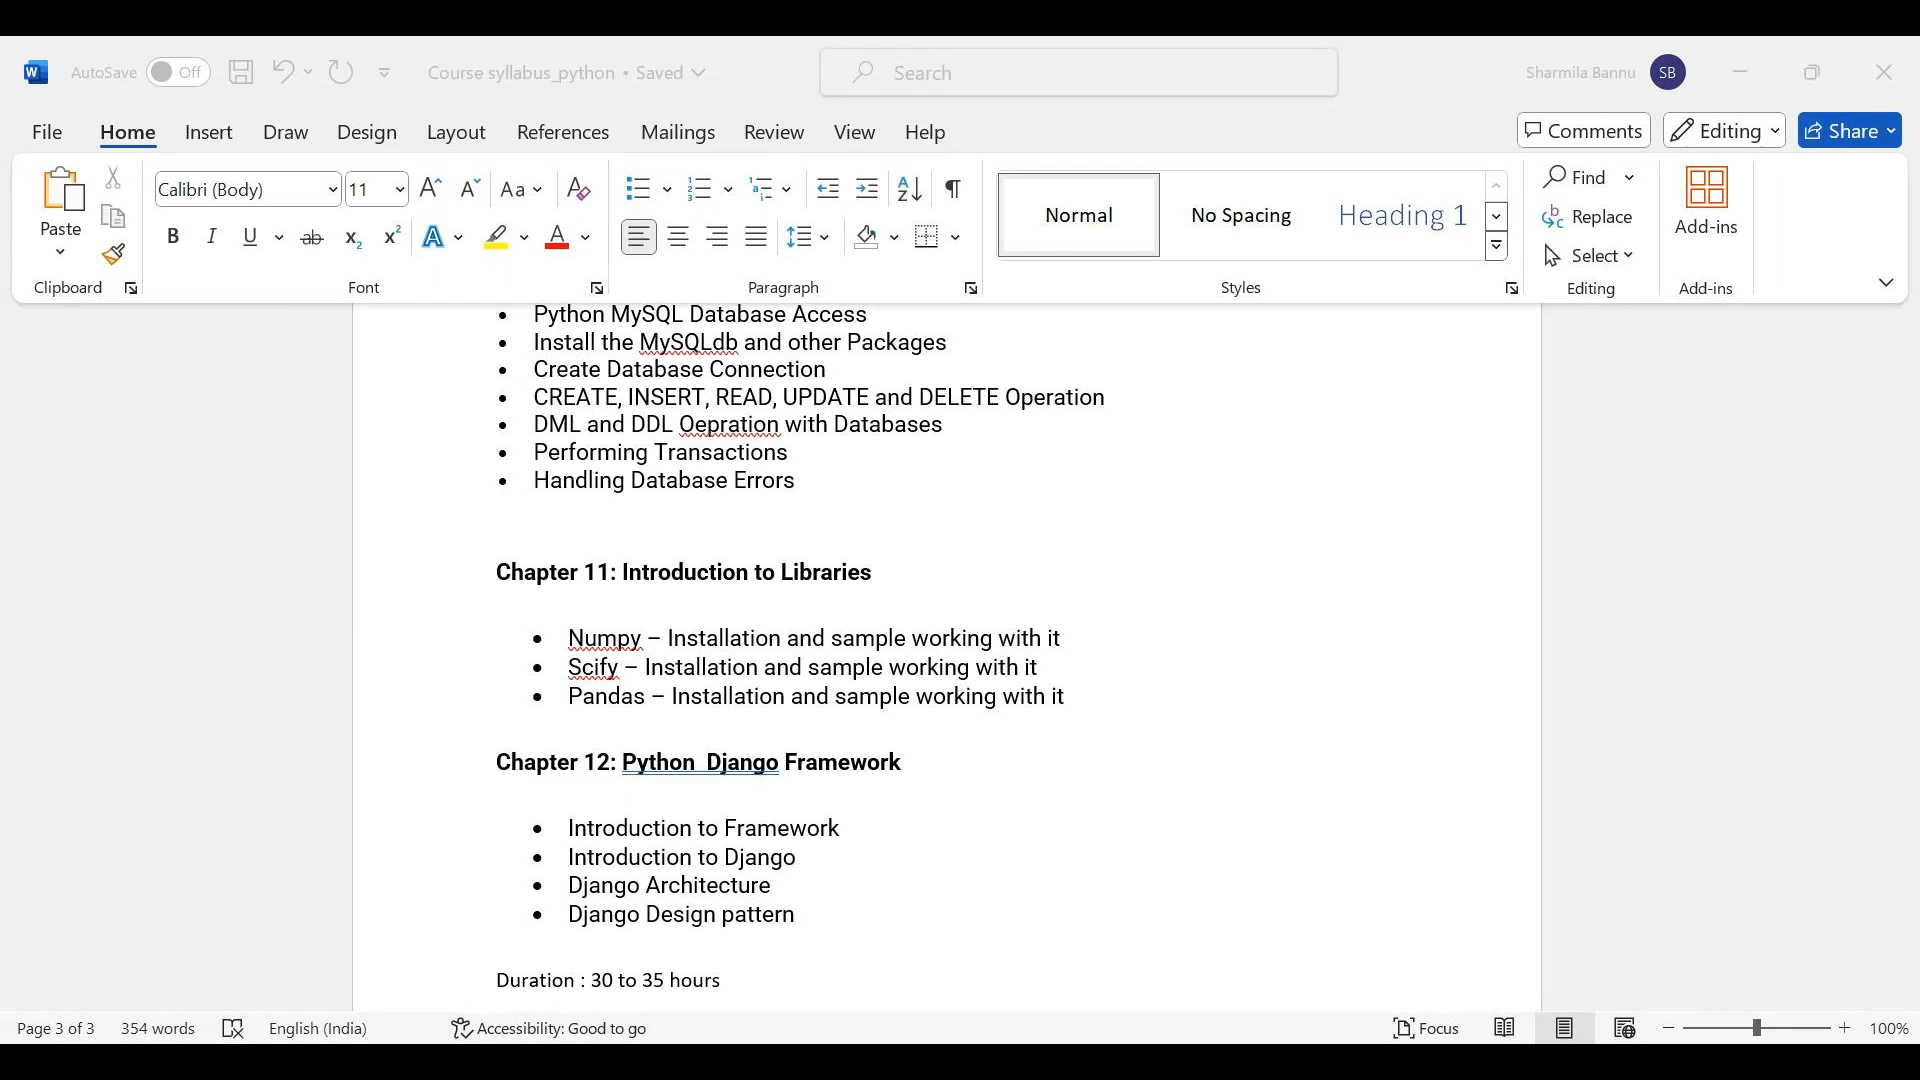 AutoSave Off Course syllabus_python • Saved Search Sharmila Bannu SB
File Home Insert Draw Design Layout References Mailings Review View Help Comments Editing Share
Paste Calibri (Body) 11 Aa Normal No Spacing Heading 1 Find Replace Select Add-ins
Clipboard Font Paragraph Styles Editing Add-ins
• Python MySQL Database Access
• Install the MySQLdb and other Packages
• Create Database Connection
• CREATE, INSERT, READ, UPDATE and DELETE Operation
• DML and DDL Oepration with Databases
• Performing Transactions
• Handling Database Errors
Chapter 11: Introduction to Libraries
• Numpy – Installation and sample working with it
• Scify – Installation and sample working with it
• Pandas – Installation and sample working with it
Chapter 12: Python  Django Framework
• Introduction to Framework
• Introduction to Django
• Django Architecture
• Django Design pattern
Duration : 30 to 35 hours
Page 3 of 3 354 words English (India) Accessibility: Good to go Focus 100%